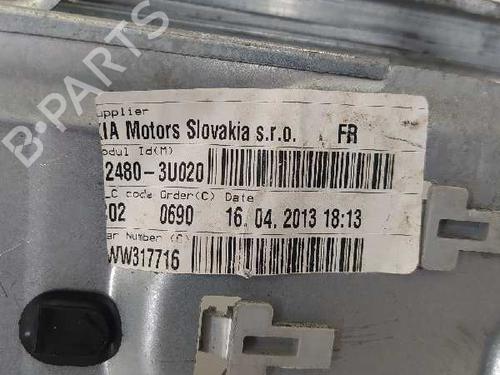 B-PARTS
upplier
IA Motors Slovakia s.r.o. FR
odul Id(M)
2480-3U020
LC code Order(C) Date
02 0690 16.04.2013 18:13
ar Number (C)
WW317716